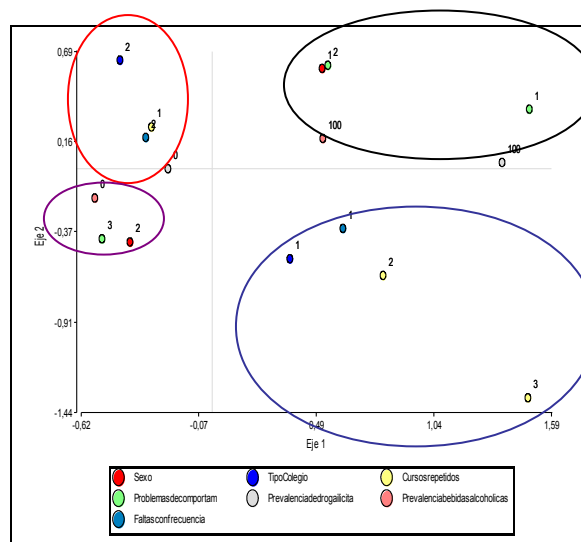 0,69
2
1 2
1
1
2
100
0,16
0
100
0
-0,37
3
2
1
1
2
-0,91
3
-1,44
-0,62
-0,07
0,49
1,04
1,59
Eje 2
Eje 1
Sexo
TipoColegio
Cursosrepetidos
Problemasdecomportam
Prevalenciadedrogailicita
Prevalenciabebidasalcoholicas
Faltasconfrecuencia